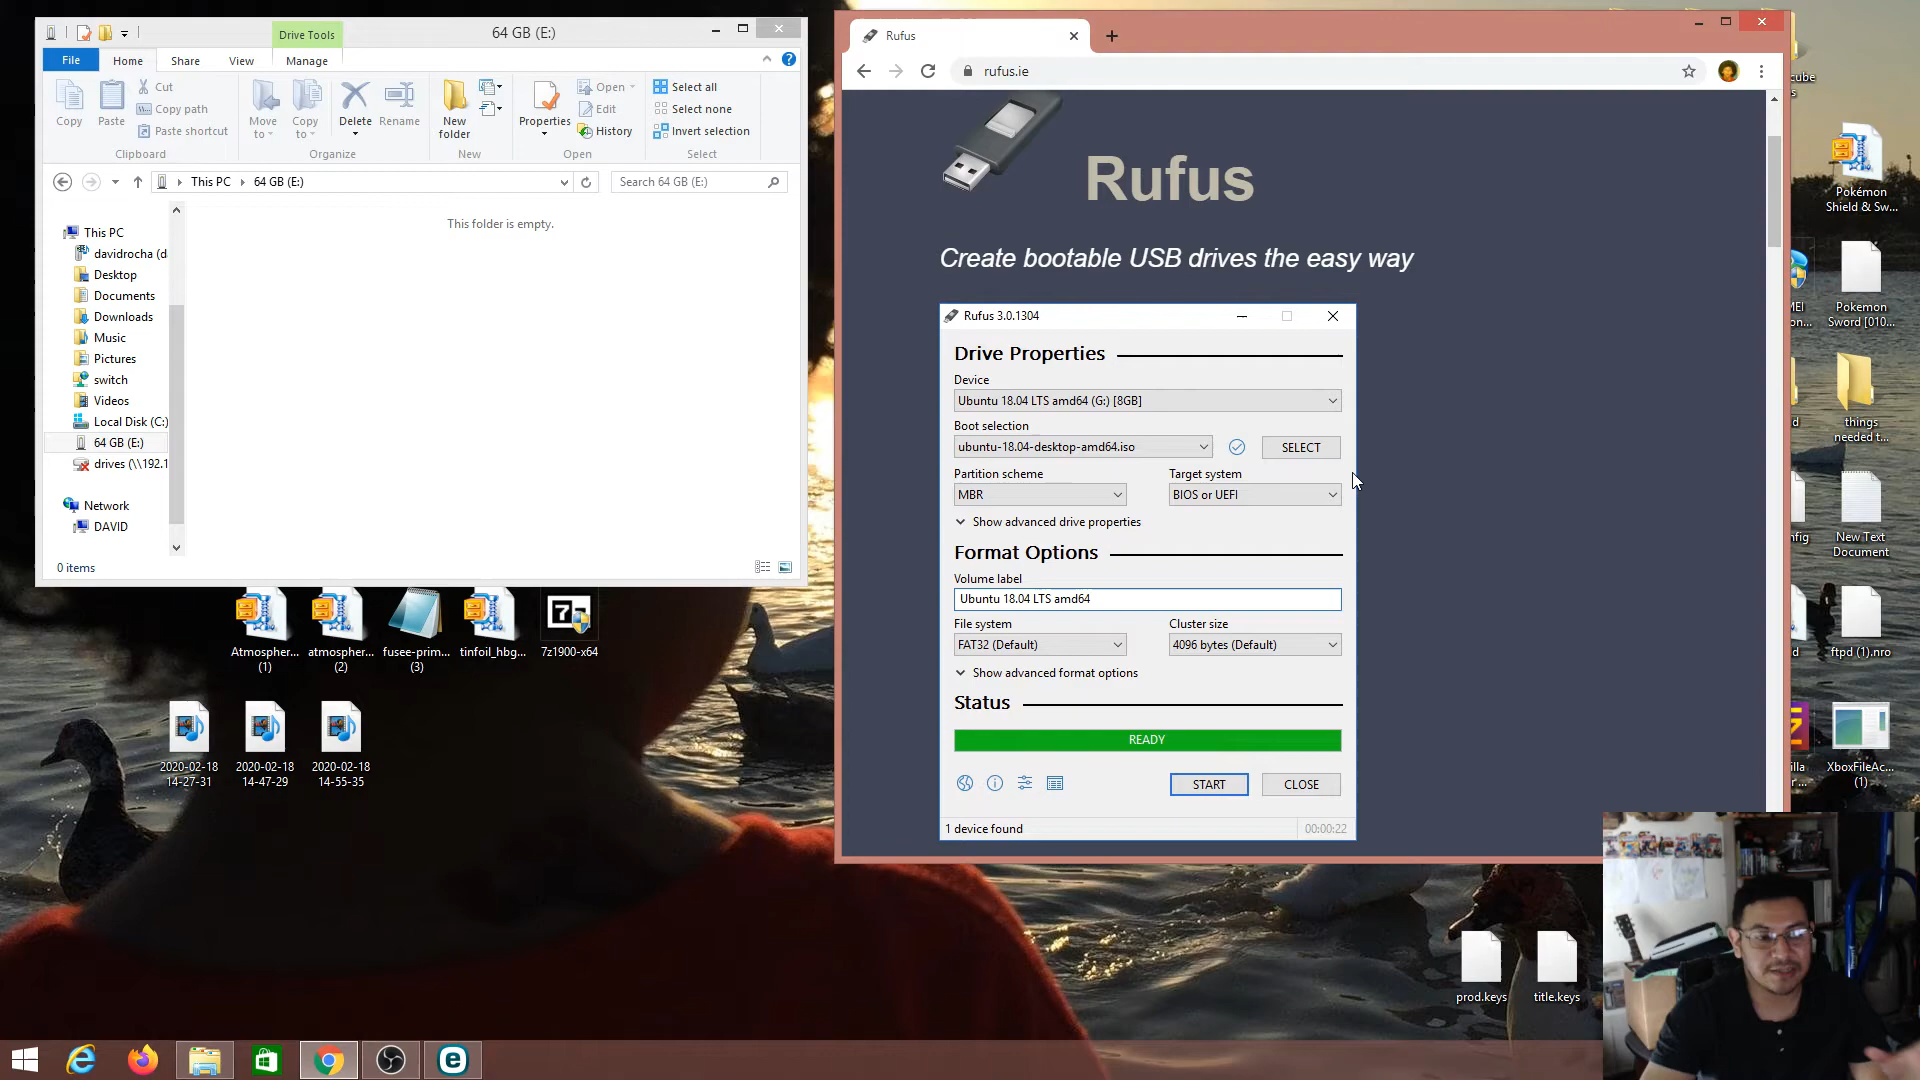 Drive Tools
64 GB (E:)
File
Home
Share
View
Manage
Copy
Paste
Cut
Copy path
Paste shortcut
Move to
Copy to
Delete
Rename
New folder
Properties
Open
Edit
History
Select all
Select none
Invert selection
Clipboard
Organize
New
Open
Select
This PC
64 GB (E:)
Search 64 GB (E:)
This folder is empty.
This PC
davidrocha (d
Desktop
Documents
Downloads
Music
Pictures
switch
Videos
Local Disk (C:)
64 GB (E:)
drives (\\192.1
Network
DAVID
0 items
Rufus
rufus.ie
Rufus
Create bootable USB drives the easy way
Rufus 3.0.1304
Drive Properties
Device
Ubuntu 18.04 LTS amd64 (G:) [8GB]
Boot selection
ubuntu-18.04-desktop-amd64.iso
SELECT
Partition scheme
Target system
MBR
BIOS or UEFI
Show advanced drive properties
Format Options
Volume label
Ubuntu 18.04 LTS amd64
File system
Cluster size
FAT32 (Default)
4096 bytes (Default)
Show advanced format options
Status
READY
START
CLOSE
1 device found
00:00:22
Atmospher...
(1)
atmospher...
(2)
fusee-prim...
(3)
tinfoil_hbg...
7z1900-x64
2020-02-18
14-27-31
2020-02-18
14-47-29
2020-02-18
14-55-35
Pokémon
Shield & Sw...
Pokemon
Sword [010...
things
needed t...
New Text
Document
ftpd (1).nro
XboxFileAc...
(1)
prod.keys
title.keys